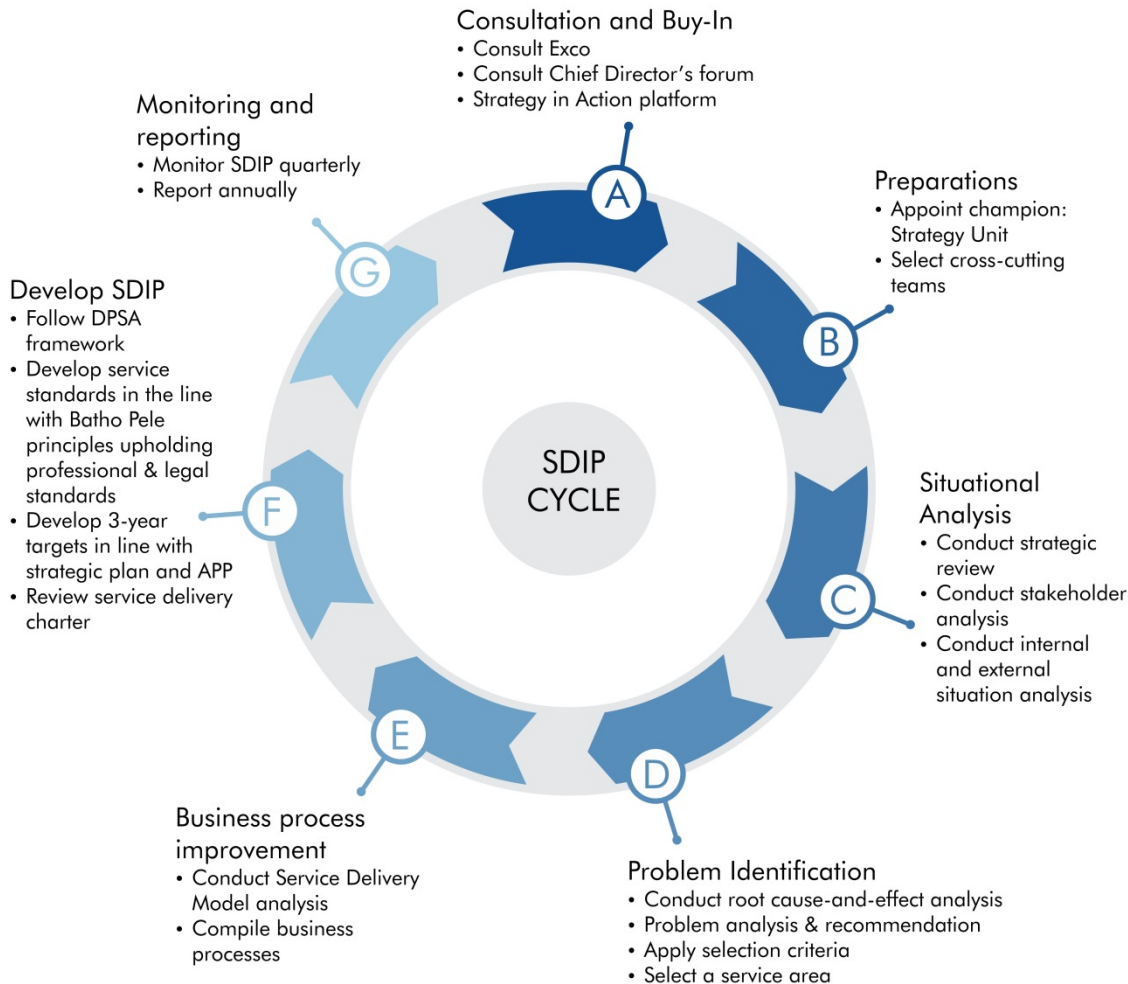 Consultation and Buy-In
• Consult Exco
• Consult Chief Director's forum
• Strategy in Action platform
A
Preparations
• Appoint champion:
Strategy Unit
• Select cross-cutting
teams
B
Situational
Analysis
• Conduct strategic
review
• Conduct stakeholder
analysis
• Conduct internal
and external
situation analysis
C
Problem Identification
• Conduct root cause-and-effect analysis
• Problem analysis & recommendation
• Apply selection criteria
• Select a service area
D
Business process
improvement
• Conduct Service Delivery
Model analysis
• Compile business
processes
E
Develop SDIP
• Follow DPSA
framework
• Develop service
standards in the line
with Batho Pele
principles upholding
professional & legal
standards
• Develop 3-year
targets in line with
strategic plan and APP
• Review service delivery
charter
F
Monitoring and
reporting
• Monitor SDIP quarterly
• Report annually
G
SDIP
CYCLE